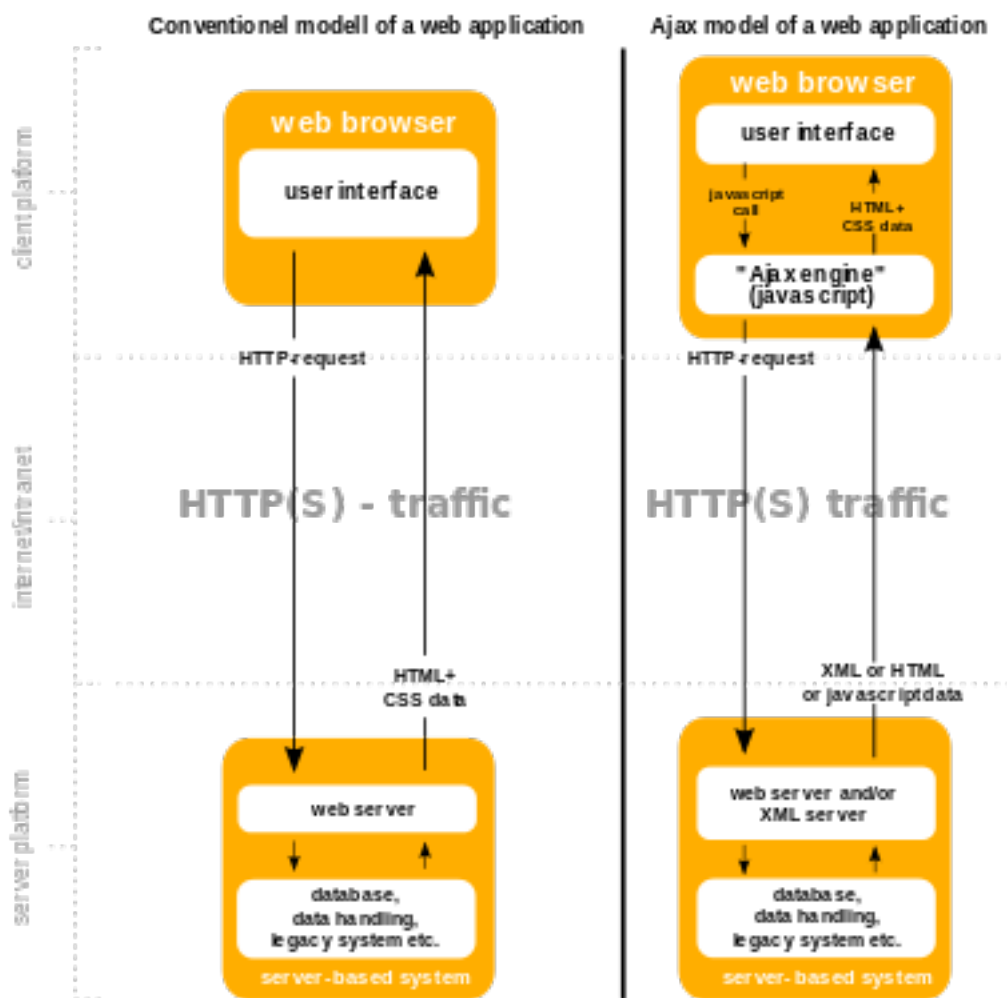 Conventionel modell of a web application
Ajax model of a web application
client platform
internet/intranet
server platform
web browser
user interface
HTTP-request
HTTP(S) - traffic
HTML+
CSS data
web server
database,
data handling,
legacy system etc.
server-based system
web browser
user interface
javascript
call
HTML+
CSS data
"Ajax engine"
(javascript)
HTTP-request
HTTP(S) traffic
XML or HTML
or javascript data
web server and/or
XML server
database,
data handling,
legacy system etc.
server-based system